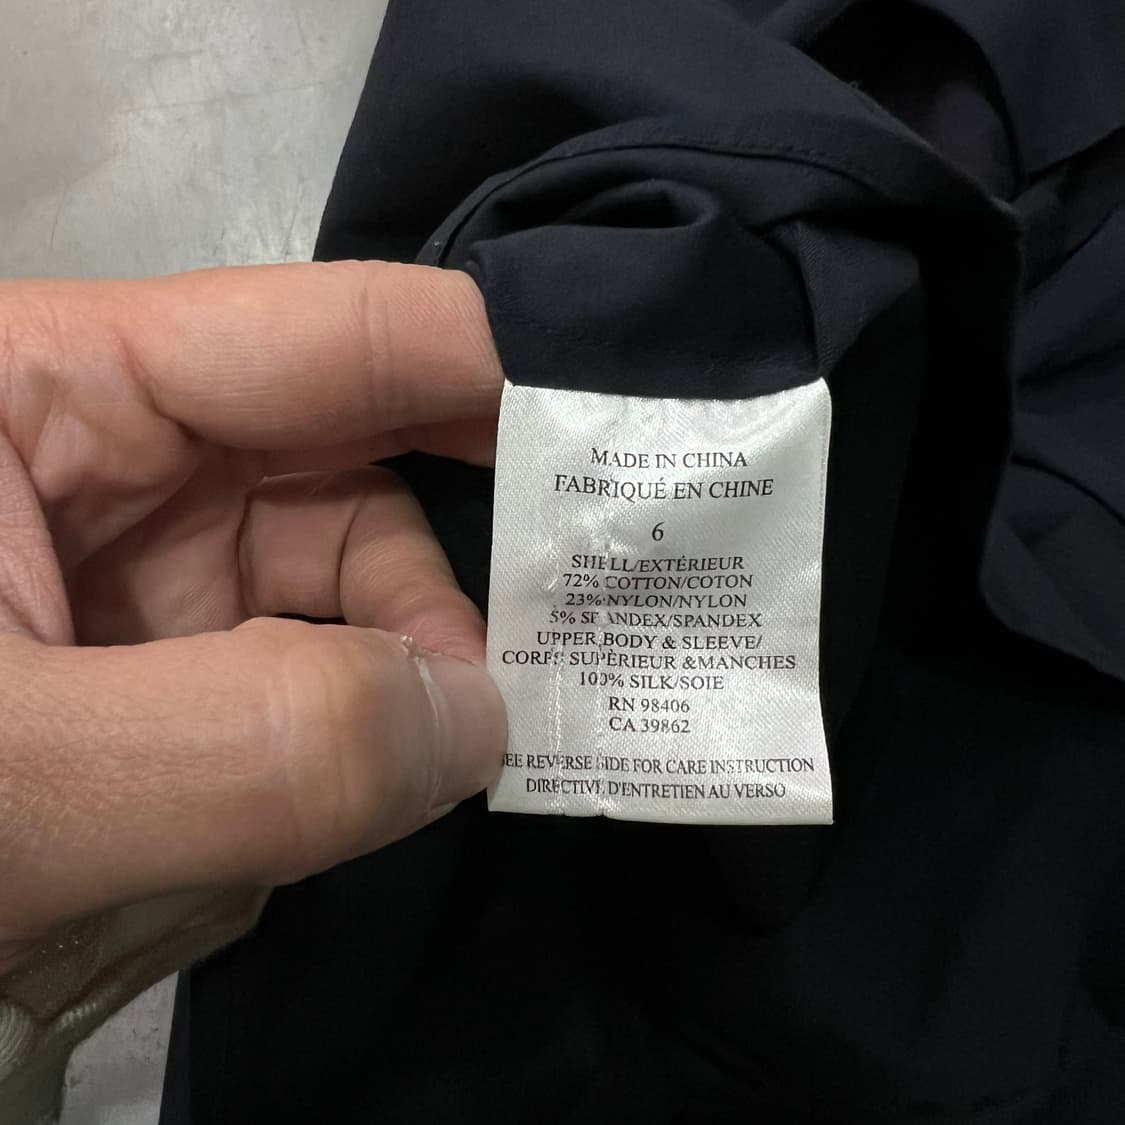 MADE IN CHINA
FABRIQUÉ EN CHINE
6
SHELL/EXTÉRIEUR
72% COTTON/COTON
23% NYLON/NYLON
5% SPANDEX/SPANDEX
UPPER BODY & SLEEVE/
CORPS SUPÈRIEUR &MANCHES
100% SILK/SOIE
RN 98406
CA 39862
SEE REVERSE SIDE FOR CARE INSTRUCTION
DIRECTIVE D'ENTRETIEN AU VERSO